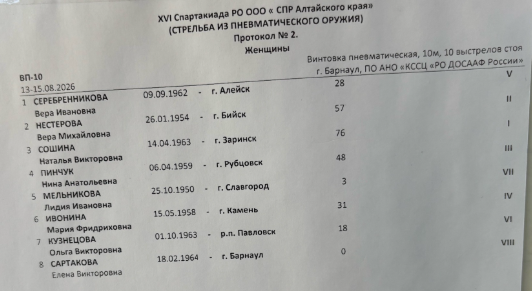 XVI Спартакиада РО ООО « СПР Алтайского края»
(СТРЕЛЬБА ИЗ ПНЕВМАТИЧЕСКОГО ОРУЖИЯ)
Протокол № 2.
Женщины
Винтовка пневматическая, 10м, 10 выстрелов стоя
ВП-10
13-15.08.2026 г. Барнаул, ПО АНО «КССЦ «РО ДОСААФ России»
1 СЕРЕБРЕННИКОВА 09.09.1962 - г. Алейск 28 V
Вера Ивановна
2 НЕСТЕРОВА 26.01.1954 - г. Бийск 57 II
Вера Михайловна
3 СОШИНА 14.04.1963 - г. Заринск 76 I
Наталья Викторовна
4 ПИНЧУК 06.04.1959 - г. Рубцовск 48 III
Нина Анатольевна
5 МЕЛЬНИКОВА 25.10.1950 - г. Славгород 3 VII
Лидия Ивановна
6 ИВОНИНА 15.05.1958 - г. Камень 31 IV
Мария Фридриховна
7 КУЗНЕЦОВА 01.10.1963 - р.п. Павловск 18 VI
Ольга Викторовна
8 САРТАКОВА 18.02.1964 - г. Барнаул 0 VIII
Елена Викторовна